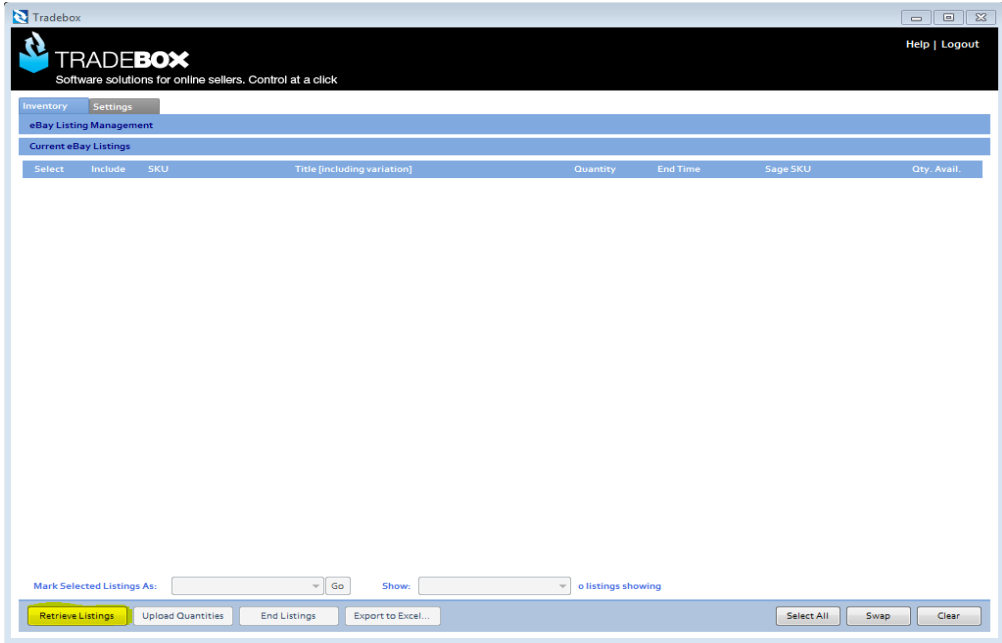 Tradebox
Help | Logout
TRADEBOX
Software solutions for online sellers. Control at a click
Inventory Settings
eBay Listing Management
Current eBay Listings
Select Include SKU Title [including variation] Quantity End Time Sage SKU Qty. Avail.
Mark Selected Listings As: Go Show: 0 listings showing
Retrieve Listings Upload Quantities End Listings Export to Excel... Select All Swap Clear